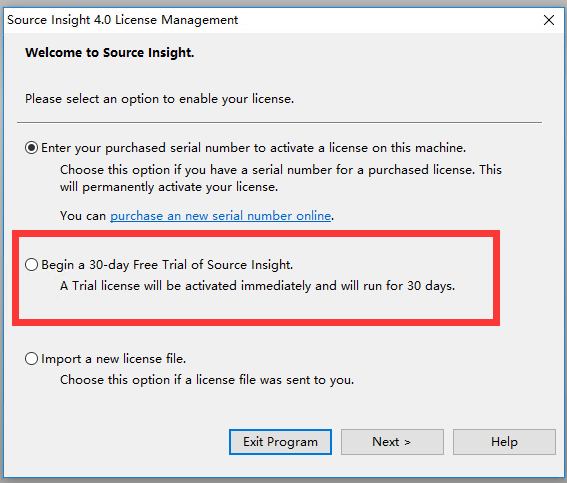 Source Insight 4.0 License Management
Welcome to Source Insight.
Please select an option to enable your license.
Enter your purchased serial number to activate a license on this machine.
Choose this option if you have a serial number for a purchased license. This
will permanently activate your license.
You can purchase an new serial number online.
Begin a 30-day Free Trial of Source Insight.
A Trial license will be activated immediately and will run for 30 days.
Import a new license file.
Choose this option if a license file was sent to you.
Exit Program
Next >
Help